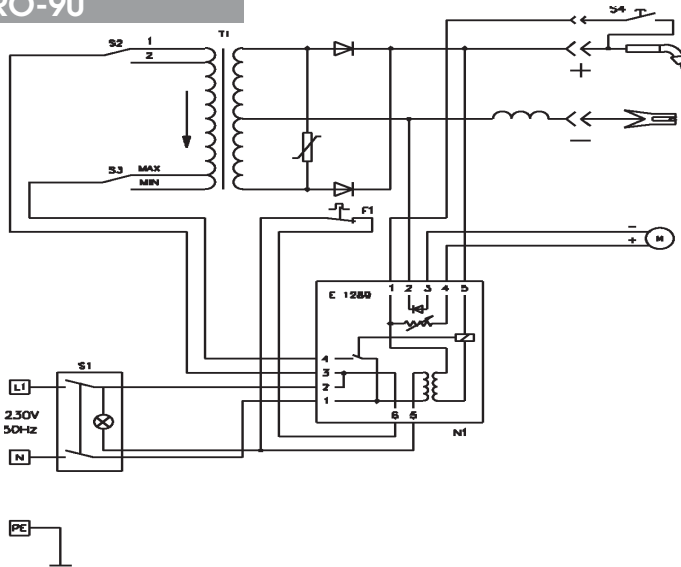 RO-90
S4
T1
S2 1
2
+
−
S3 MAX
MIN
F1
−
+ M
1 2 3 4 5
E 1289
4
S1
3
L1
2
230V
1
50Hz
6 5
N1
N
PE